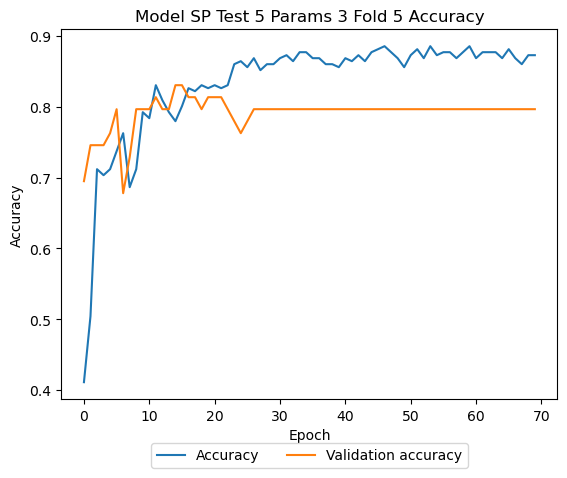 Model SP Test 5 Params 3 Fold 5 Accuracy
0.9
0.8
0.7
0.6
0.5
0.4
Accuracy
0 10 20 30 40 50 60 70
Epoch
Accuracy Validation accuracy